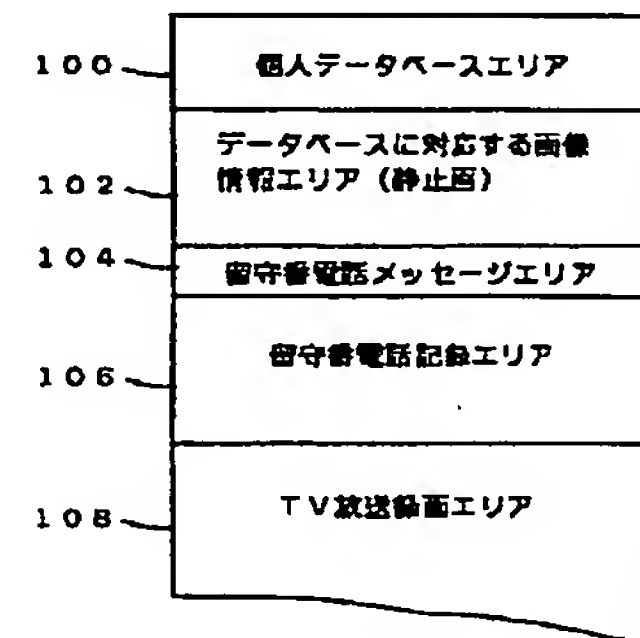 100
個人データベースエリア
データベースに対応する画像
102
情報エリア（静止画）
104
留守番電話メッセージエリア
留守番電話記録エリア
106
TV放送録画エリア
108